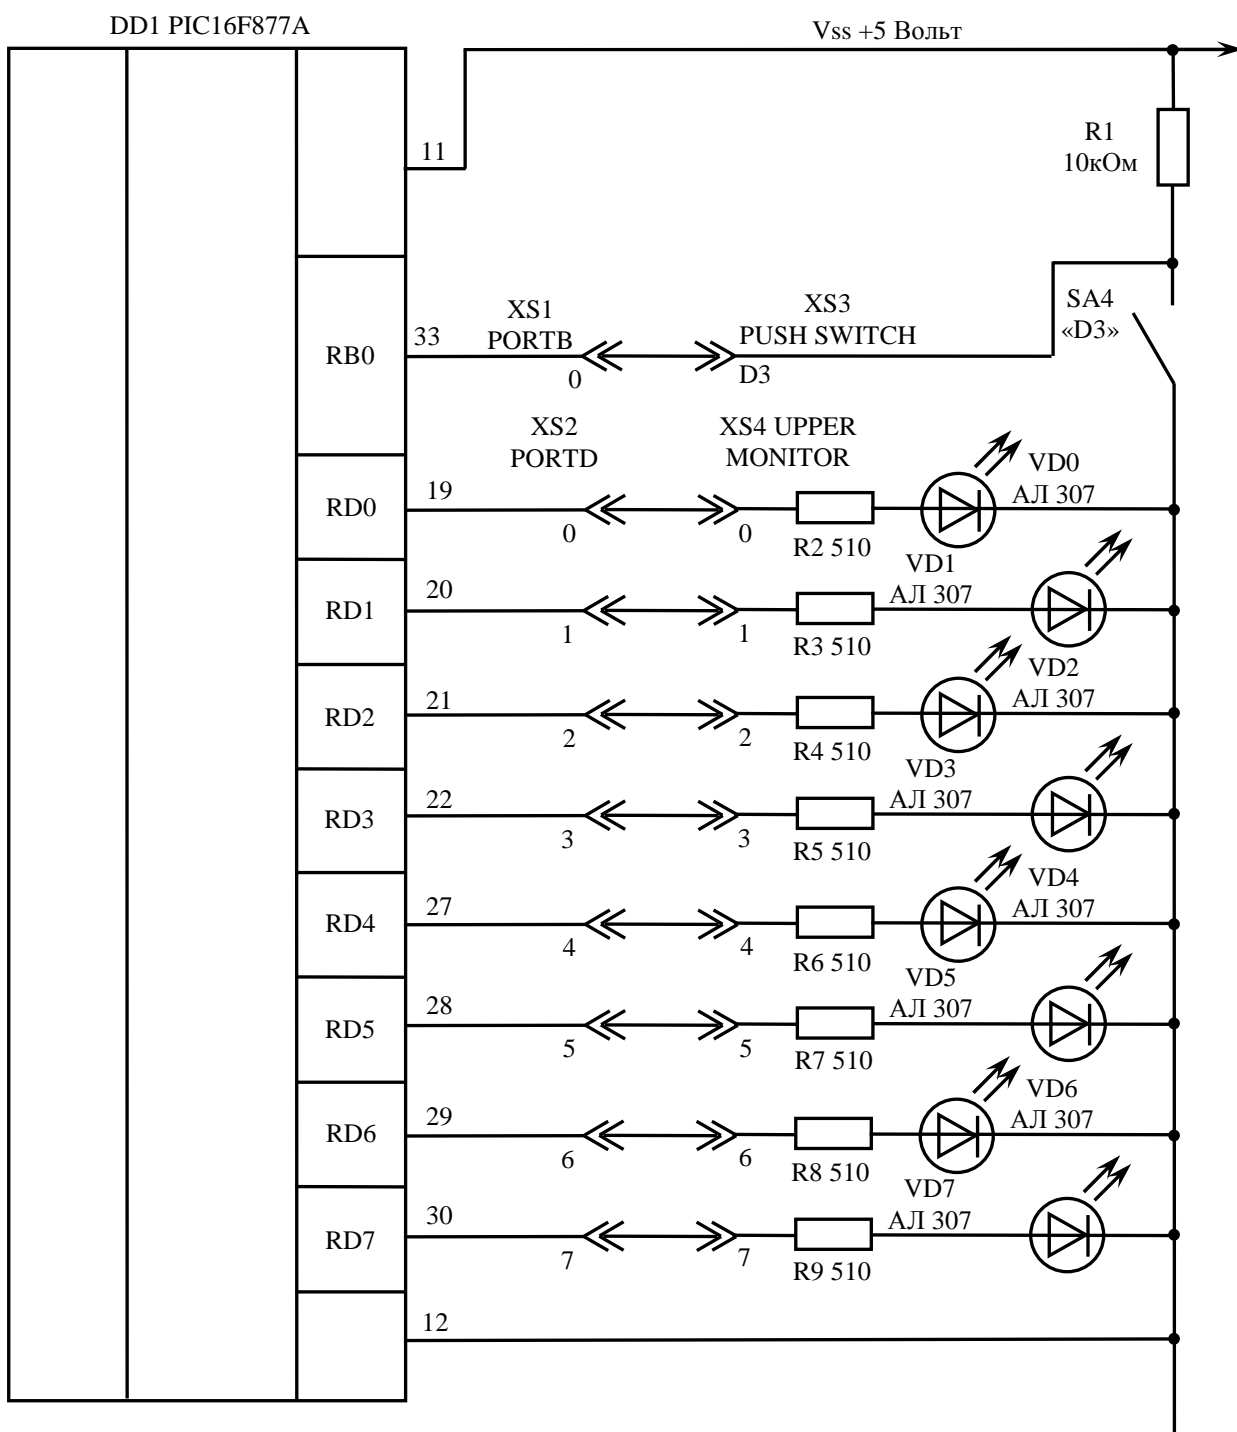 DD1 PIC16F877A
Vss +5 Вольт
11
R1
10кОм
SA4
«D3»
XS1
PORTB
XS3
PUSH SWITCH
RB0
33
0
D3
XS2
PORTD
XS4 UPPER
MONITOR
RD0
19
0
0
R2 510
VD0
АЛ 307
RD1
20
1
1
R3 510
VD1
АЛ 307
RD2
21
2
2
R4 510
VD2
АЛ 307
RD3
22
3
3
R5 510
VD3
АЛ 307
RD4
27
4
4
R6 510
VD4
АЛ 307
RD5
28
5
5
R7 510
VD5
АЛ 307
RD6
29
6
6
R8 510
VD6
АЛ 307
RD7
30
7
7
R9 510
VD7
АЛ 307
12